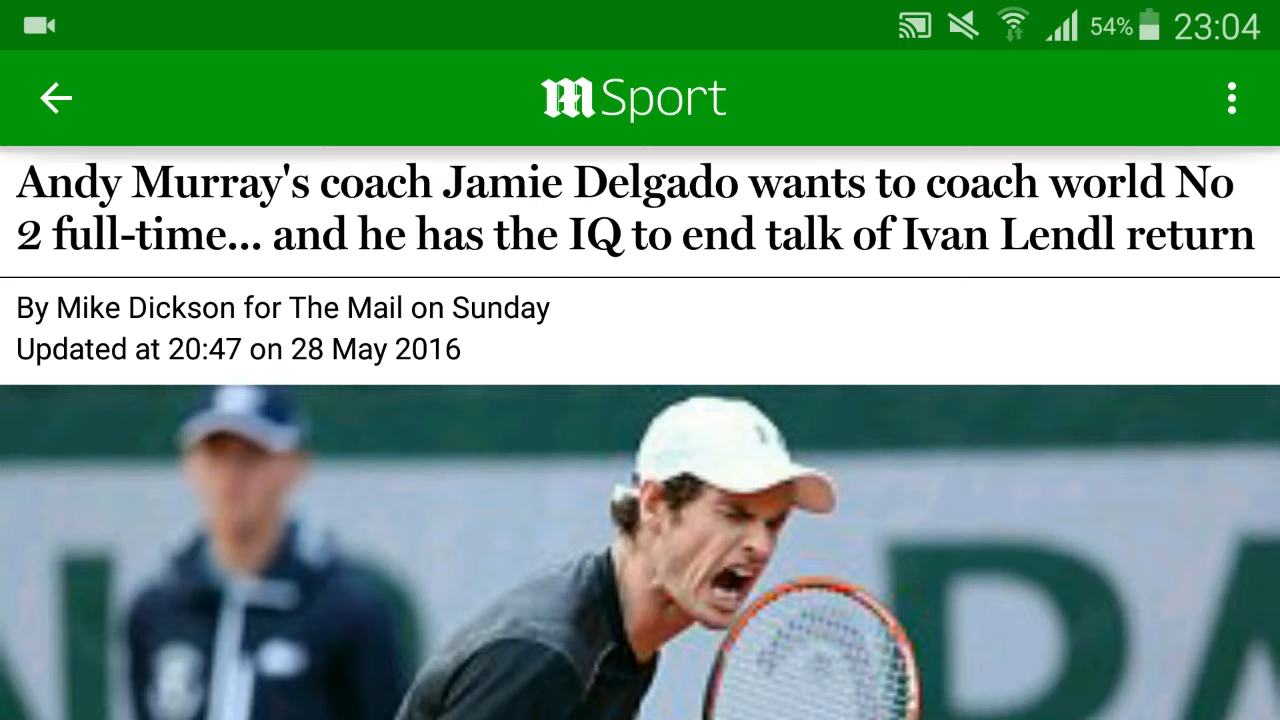 54% 23:04
m Sport
Andy Murray's coach Jamie Delgado wants to coach world No
2 full-time... and he has the IQ to end talk of Ivan Lendl return
By Mike Dickson for The Mail on Sunday
Updated at 20:47 on 28 May 2016
PA